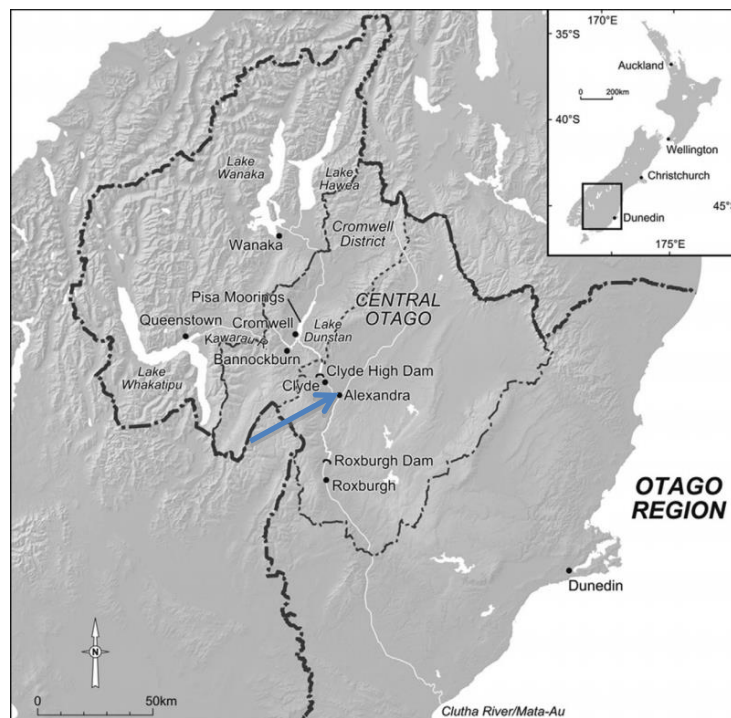 170°E
35°S
Auckland
0 200km
40°S
Wellington
Christchurch
45°S
Dunedin
175°E
Lake
Wanaka
Lake
Hawea
Cromwell
District
Wanaka
Pisa Moorings
CENTRAL
OTAGO
Queenstown
Cromwell
Lake
Dunstan
Kawarau
Bannockburn
Lake
Whakatipu
Clyde High Dam
Clyde
Alexandra
Roxburgh Dam
Roxburgh
OTAGO
REGION
Dunedin
N
0 50km
Clutha River/Mata-Au